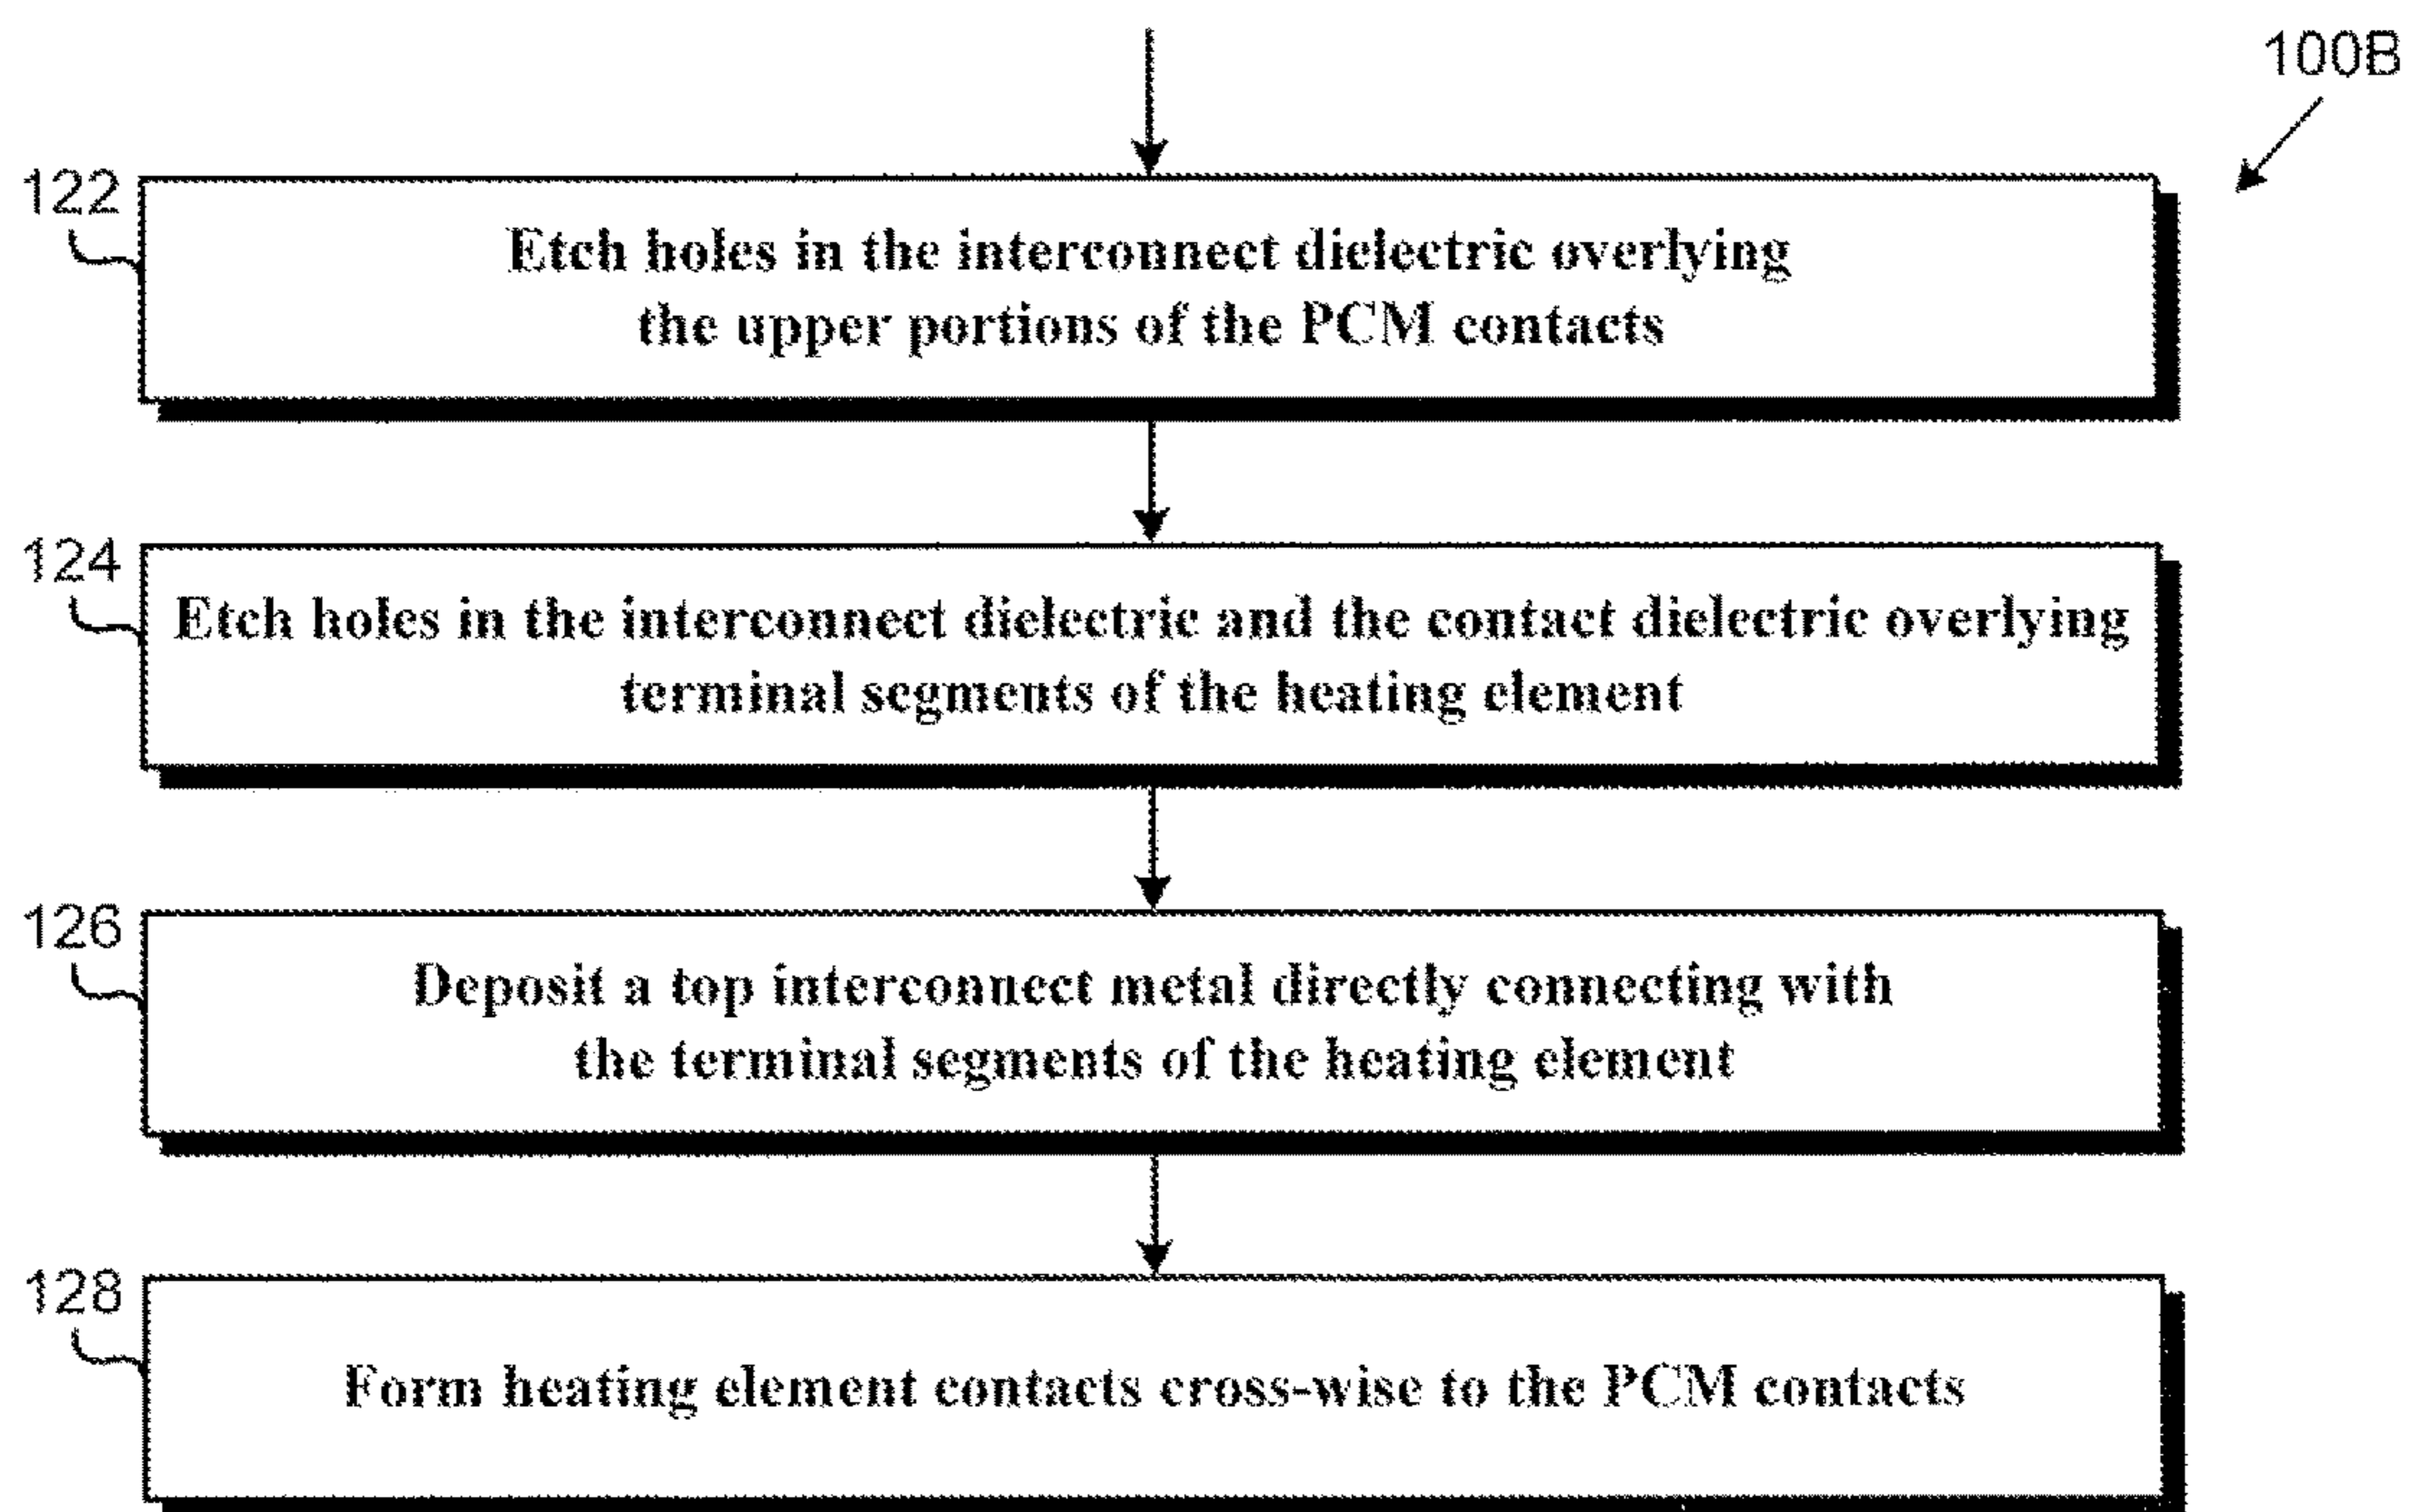 100B
122
Etch holes in the interconnect dielectric overlying
the upper portions of the PCM contacts
124
Etch holes in the interconnect dielectric and the contact dielectric overlying
terminal segments of the heating element
126
Deposit a top interconnect metal directly connecting with
the terminal segments of the heating element
128
Form heating element contacts cross-wise to the PCM contacts